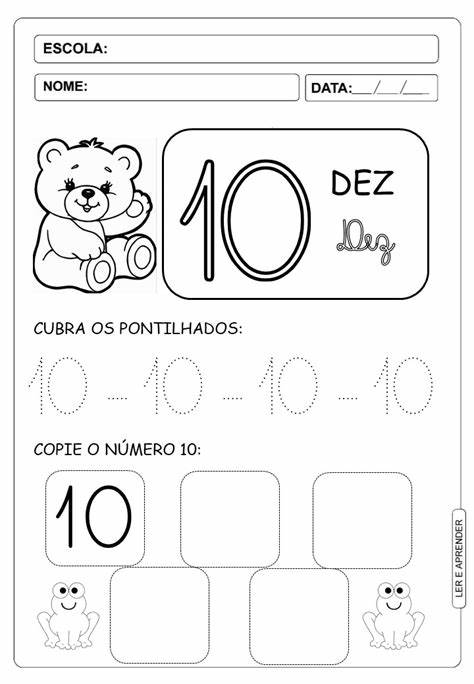 ESCOLA:
NOME:
DATA:__/__/___
10 DEZ
Dez
CUBRA OS PONTILHADOS:
10 .... 10 .... 10 .... 10
COPIE O NÚMERO 10:
10
LER E APRENDER